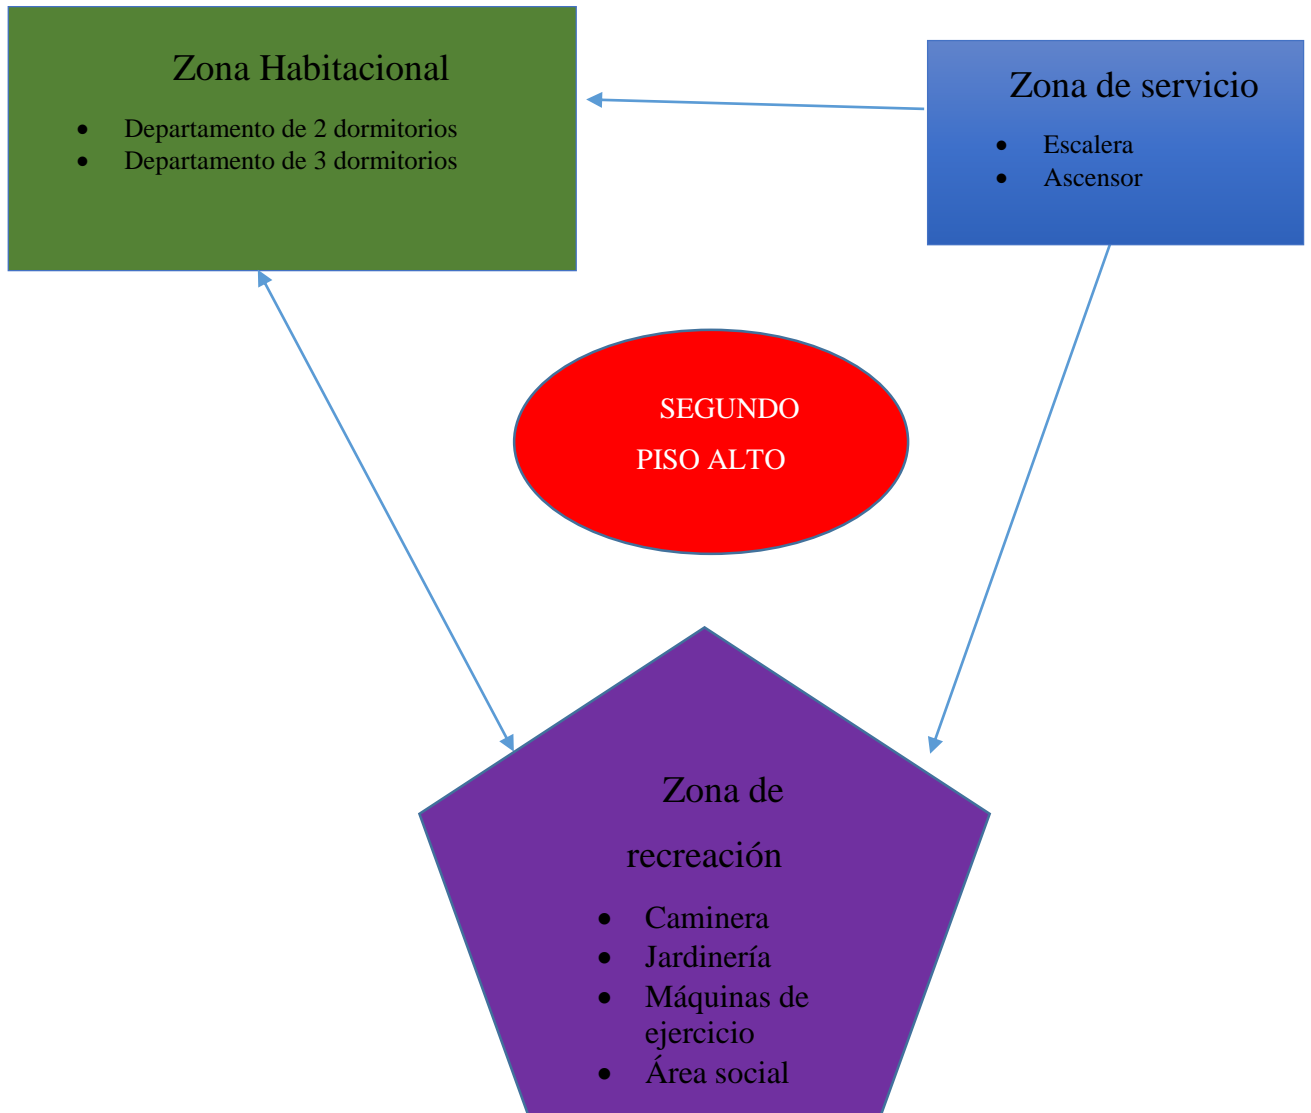 Zona Habitacional
• Departamento de 2 dormitorios
• Departamento de 3 dormitorios
Zona de servicio
• Escalera
• Ascensor
SEGUNDO
PISO ALTO
Zona de
recreación
• Caminera
• Jardinería
• Máquinas de
ejercicio
• Área social